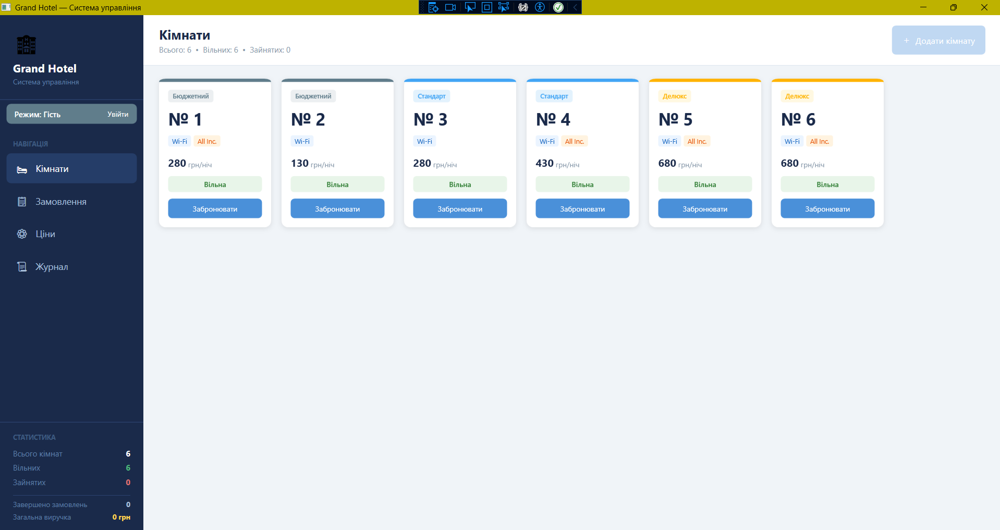 Grand Hotel — Система управління
Grand Hotel
Система управління
Режим: Гість Увійти
НАВІГАЦІЯ
Кімнати
Замовлення
Ціни
Журнал
СТАТИСТИКА
Всього кімнат 6
Вільних 6
Зайнятих 0
Завершено замовлень 0
Загальна виручка 0 грн
Кімнати
Всього: 6 • Вільних: 6 • Зайнятих: 0
+ Додати кімнату
Бюджетний
№ 1
Wi-Fi All Inc.
280 грн/ніч
Вільна
Забронювати
Бюджетний
№ 2
Wi-Fi
130 грн/ніч
Вільна
Забронювати
Стандарт
№ 3
Wi-Fi
280 грн/ніч
Вільна
Забронювати
Стандарт
№ 4
Wi-Fi All Inc.
430 грн/ніч
Вільна
Забронювати
Делюкс
№ 5
Wi-Fi All Inc.
680 грн/ніч
Вільна
Забронювати
Делюкс
№ 6
Wi-Fi All Inc.
680 грн/ніч
Вільна
Забронювати